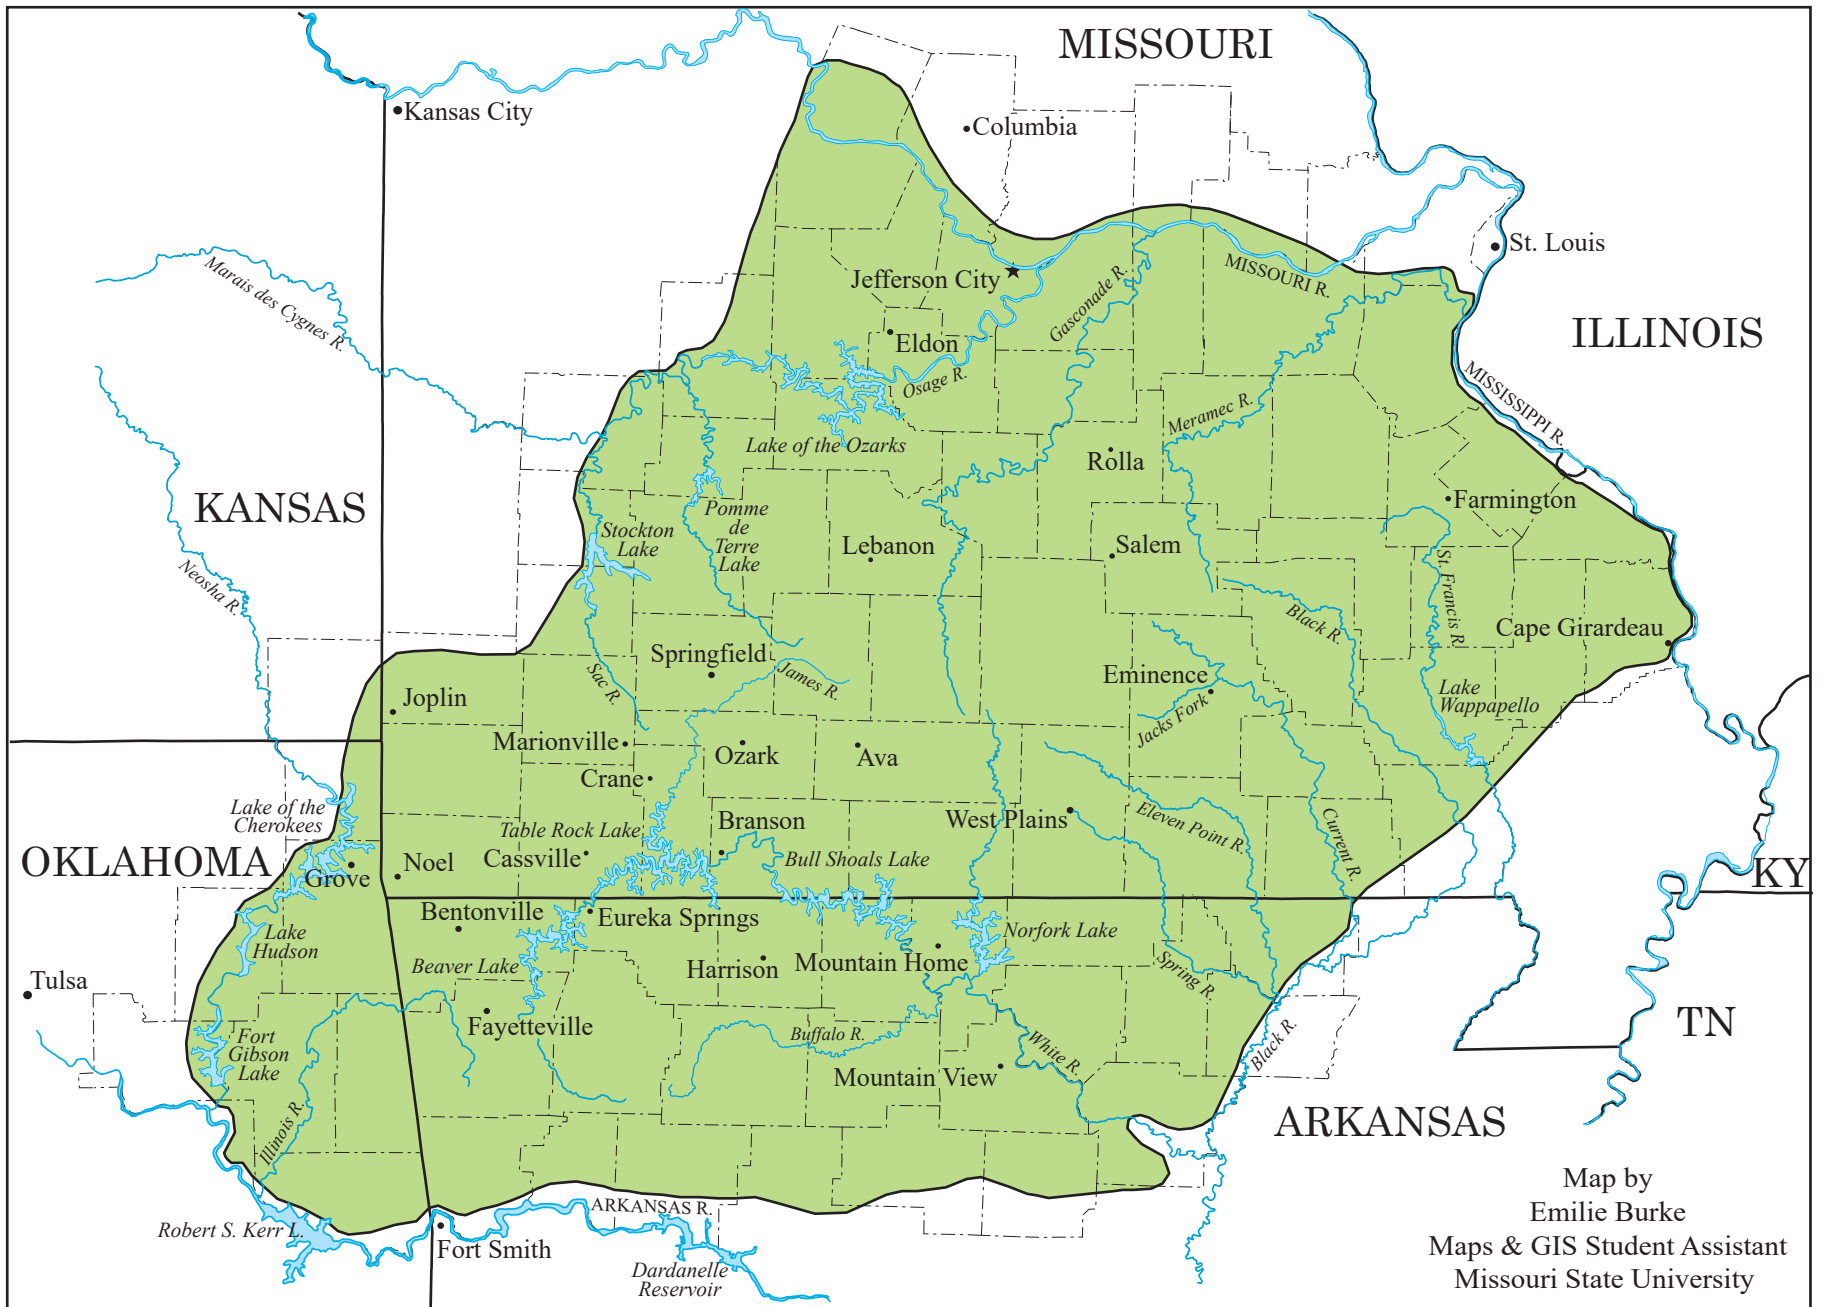 MISSOURI
Kansas City
Columbia
St. Louis
Marais des Cygnes R.
Jefferson City
Gasconade R.
MISSOURI R.
ILLINOIS
Eldon
Osage R.
MISSISSIPPI R.
Meramec R.
Lake of the Ozarks
Rolla
KANSAS
Farmington
Stockton
Lake
Pomme
de
Terre
Lake
Lebanon
Salem
Neosha R.
St. Francis R.
Black R.
Cape Girardeau
Springfield
James R.
Sac R.
Eminence
Jacks Fork
Lake
Wappapello
Joplin
Marionville
Ozark
Ava
Crane
Lake of the
Cherokees
Table Rock Lake
Branson
West Plains
Eleven Point R.
Current R.
OKLAHOMA
Grove
Noel
Cassville
Bull Shoals Lake
KY
Bentonville
Eureka Springs
Norfork Lake
Lake
Hudson
Beaver Lake
Harrison
Mountain Home
Spring R.
Tulsa
Fayetteville
Buffalo R.
White R.
Black R.
TN
Fort
Gibson
Lake
Mountain View
Illinois R.
ARKANSAS
ARKANSAS R.
Robert S. Kerr L.
Fort Smith
Dardanelle
Reservoir
Map by
Emilie Burke
Maps & GIS Student Assistant
Missouri State University